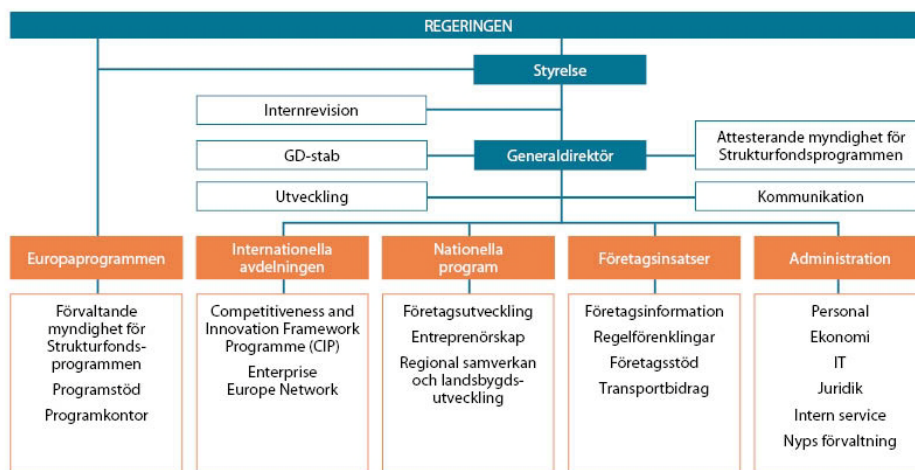 REGERINGEN
Styrelse
Internrevision
GD-stab
Generaldirektör
Attesterande myndighet för
Strukturfondsprogrammen
Utveckling
Kommunikation
Europaprogrammen
Internationella
avdelningen
Nationella
program
Företagsinsatser
Administration
Förvaltande
myndighet för
Strukturfonds-
programmen
Programstöd
Programkontor
Competitiveness and
Innovation Framework
Programme (CIP)
Enterprise
Europe Network
Företagsutveckling
Entreprenörskap
Regional samverkan
och landsbygds-
utveckling
Företagsinformation
Regelförenklingar
Företagsstöd
Transportbidrag
Personal
Ekonomi
IT
Juridik
Intern service
Nyps förvaltning